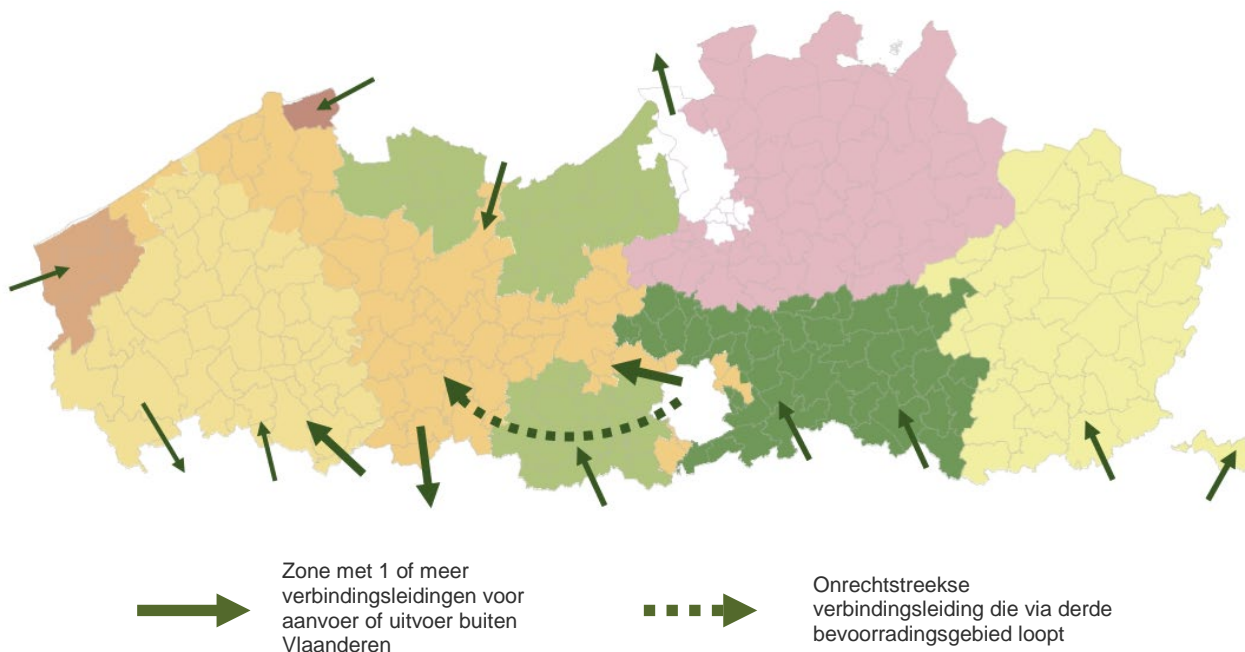 Zone met 1 of meer
verbindingsleidingen voor
aanvoer of uitvoer buiten
Vlaanderen
Onrechtstreekse
verbindingsleiding die via derde
bevoorradingsgebied loopt